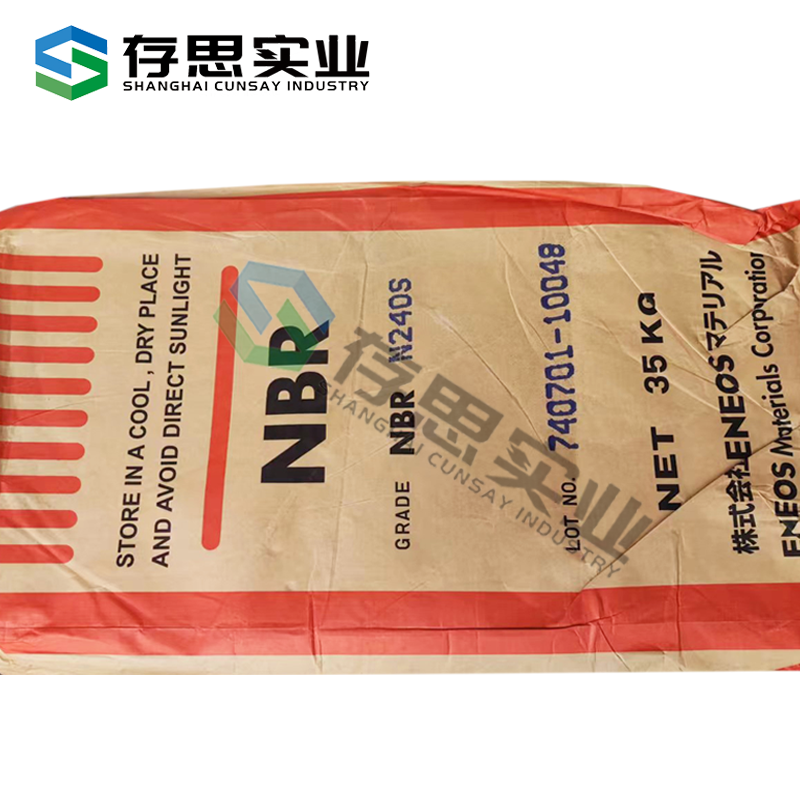 存思实业
SHANGHAI CUNSAY INDUSTRY
STORE IN A COOL, DRY PLACE
AND AVOID DIRECT SUNLIGHT
NBR
GRADE NBR N240S
LOT NO. 740701-10048
NET 35 KG
株式会社ENEOSマテリアル
ENEOS Materials Corporation
存思实业
SHANGHAI CUNSAY INDUSTRY